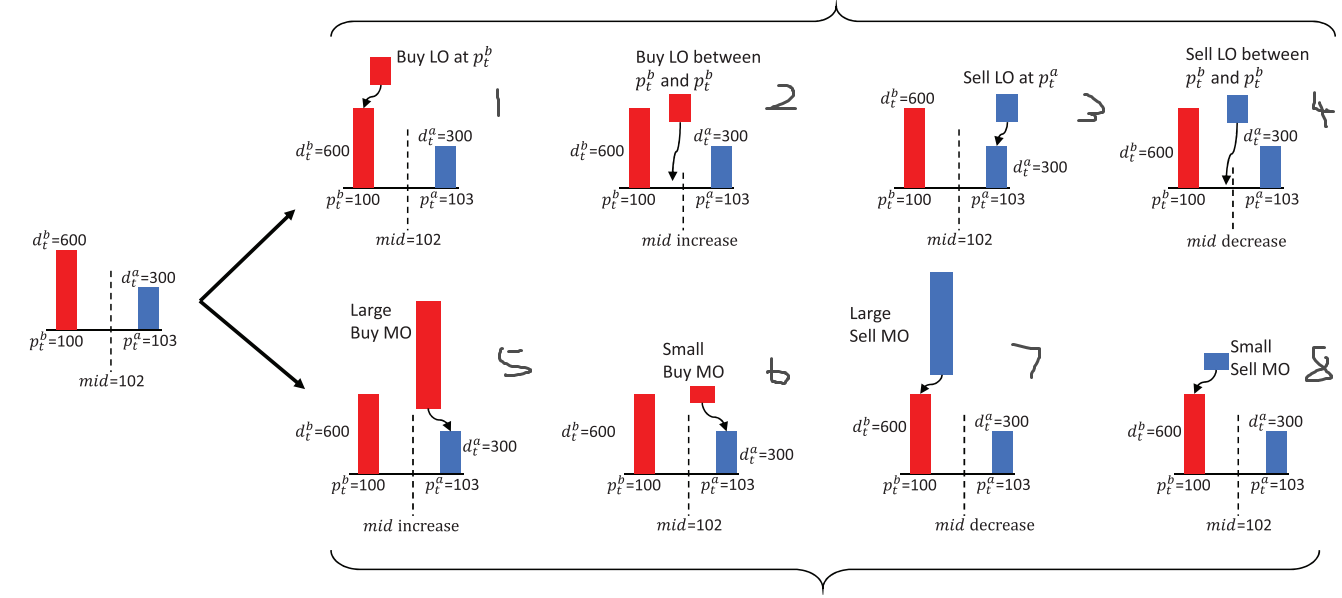 d_t^b=600
d_t^a=300
p_t^b=100
p_t^a=103
mid=102
Buy LO at p_t^b
1
d_t^a=300
d_t^b=600
p_t^b=100
p_t^a=103
mid=102
Buy LO between
p_t^b and p_t^b
2
d_t^a=300
d_t^b=600
p_t^b=100
p_t^a=103
mid increase
Sell LO at p_t^a
3
d_t^b=600
d_t^a=300
p_t^b=100
p_t^a=103
mid=102
Sell LO between
p_t^b and p_t^b
4
d_t^a=300
d_t^b=600
p_t^b=100
p_t^a=103
mid decrease
Large
Buy MO
5
d_t^b=600
d_t^a=300
p_t^b=100
p_t^a=103
mid increase
Small
Buy MO
6
d_t^b=600
d_t^a=300
p_t^b=100
p_t^a=103
mid=102
Large
Sell MO
7
d_t^a=300
d_t^b=600
p_t^b=100
p_t^a=103
mid decrease
Small
Sell MO
8
d_t^a=300
d_t^b=600
p_t^b=100
p_t^a=103
mid=102